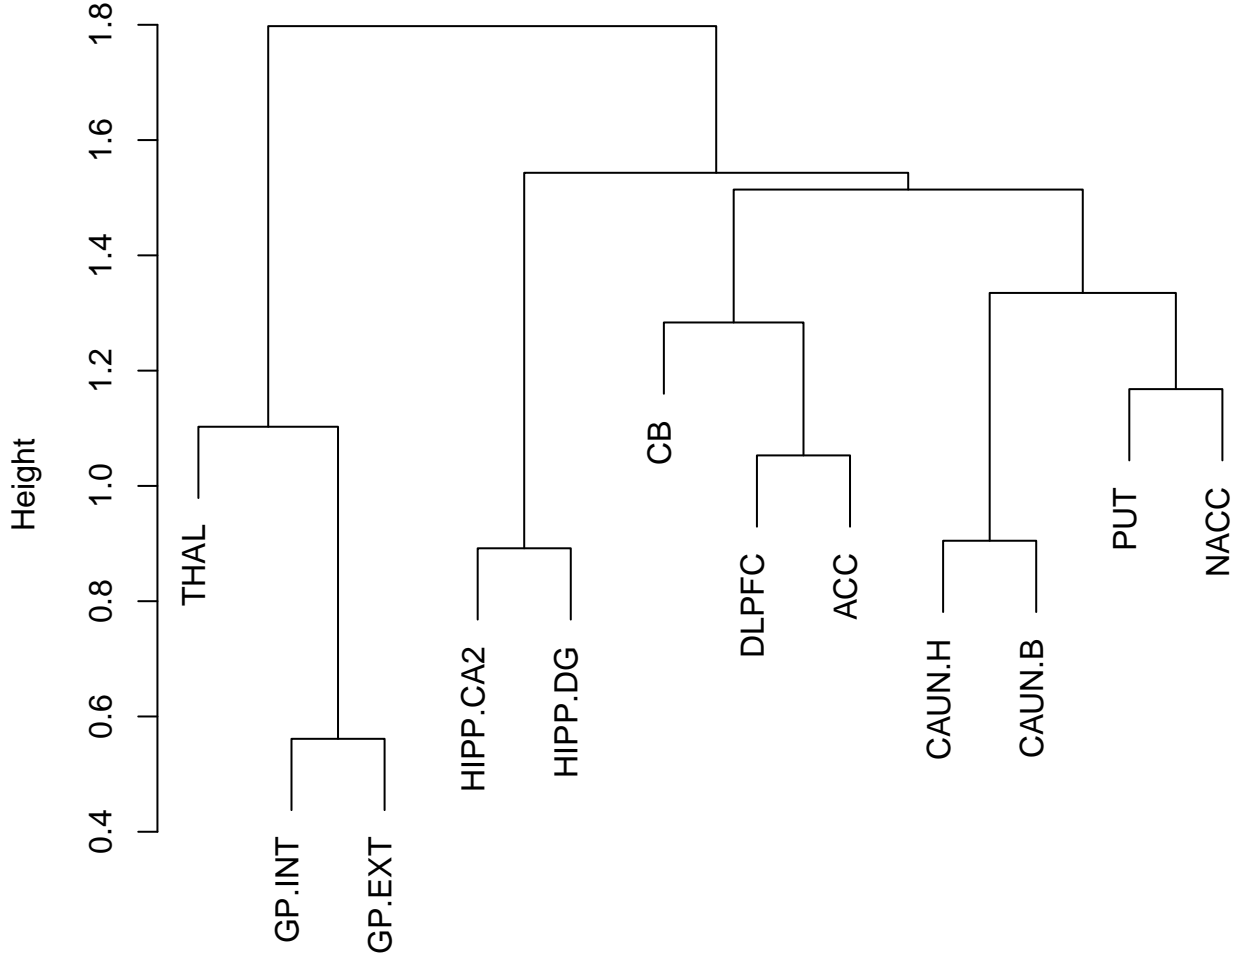 Height
1.8
1.6
1.4
1.2
1.0
0.8
0.6
0.4
THAL
GP.INT
GP.EXT
HIPP.CA2
HIPP.DG
CB
DLPFC
ACC
CAUN.H
CAUN.B
PUT
NACC